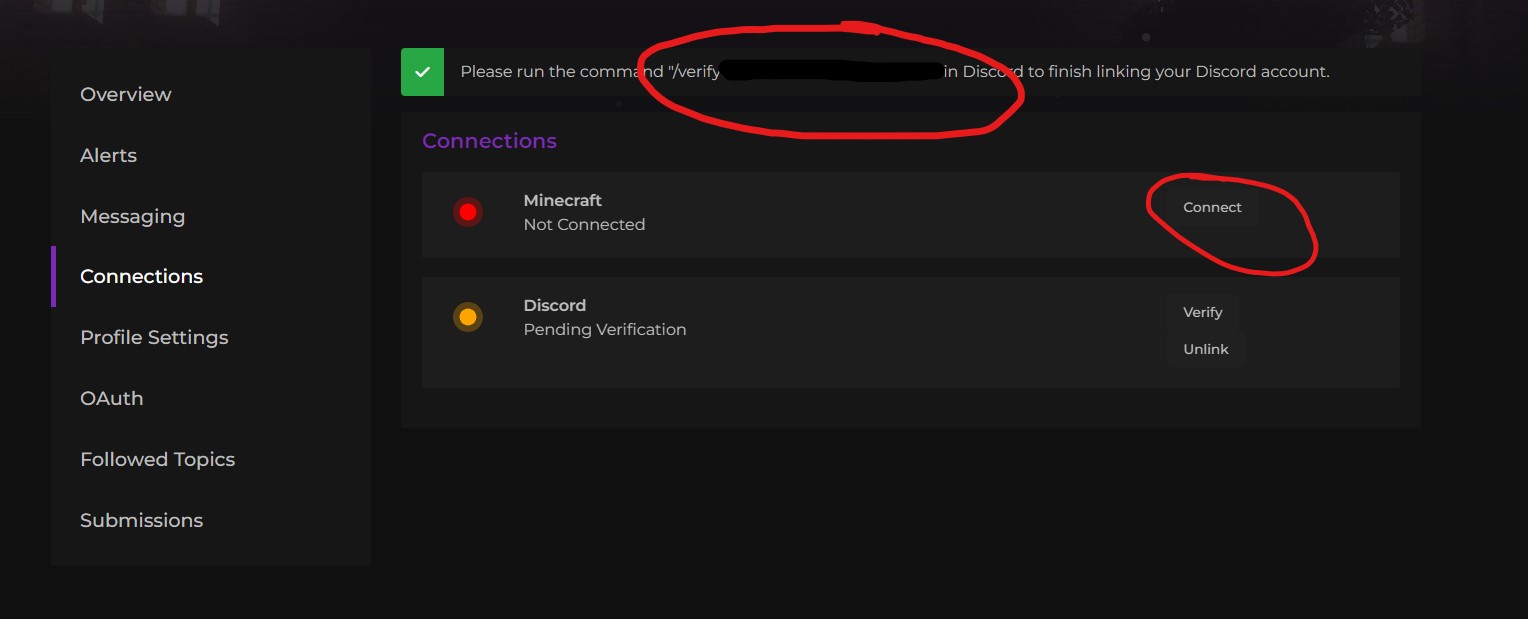 Overview
Alerts
Messaging
Connections
Profile Settings
OAuth
Followed Topics
Submissions
Please run the command "/verify in Discord to finish linking your Discord account.
Connections
Minecraft
Not Connected
Connect
Discord
Pending Verification
Verify
Unlink